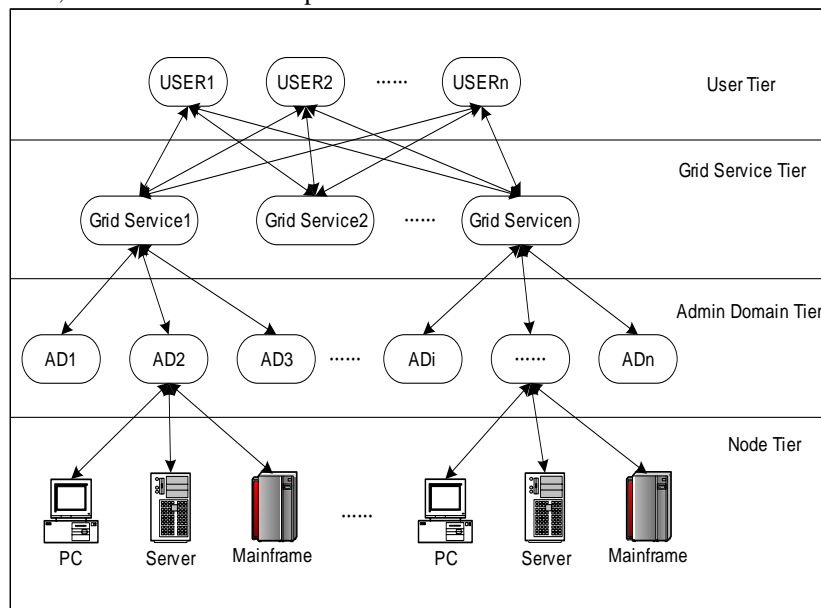 USER1 USER2 ...... USERn User Tier
Grid Service Tier
Grid Service1 Grid Service2 ...... Grid Servicen
Admin Domain Tier
AD1 AD2 AD3 ...... ADi ...... ADn
Node Tier
......
PC Server Mainframe PC Server Mainframe